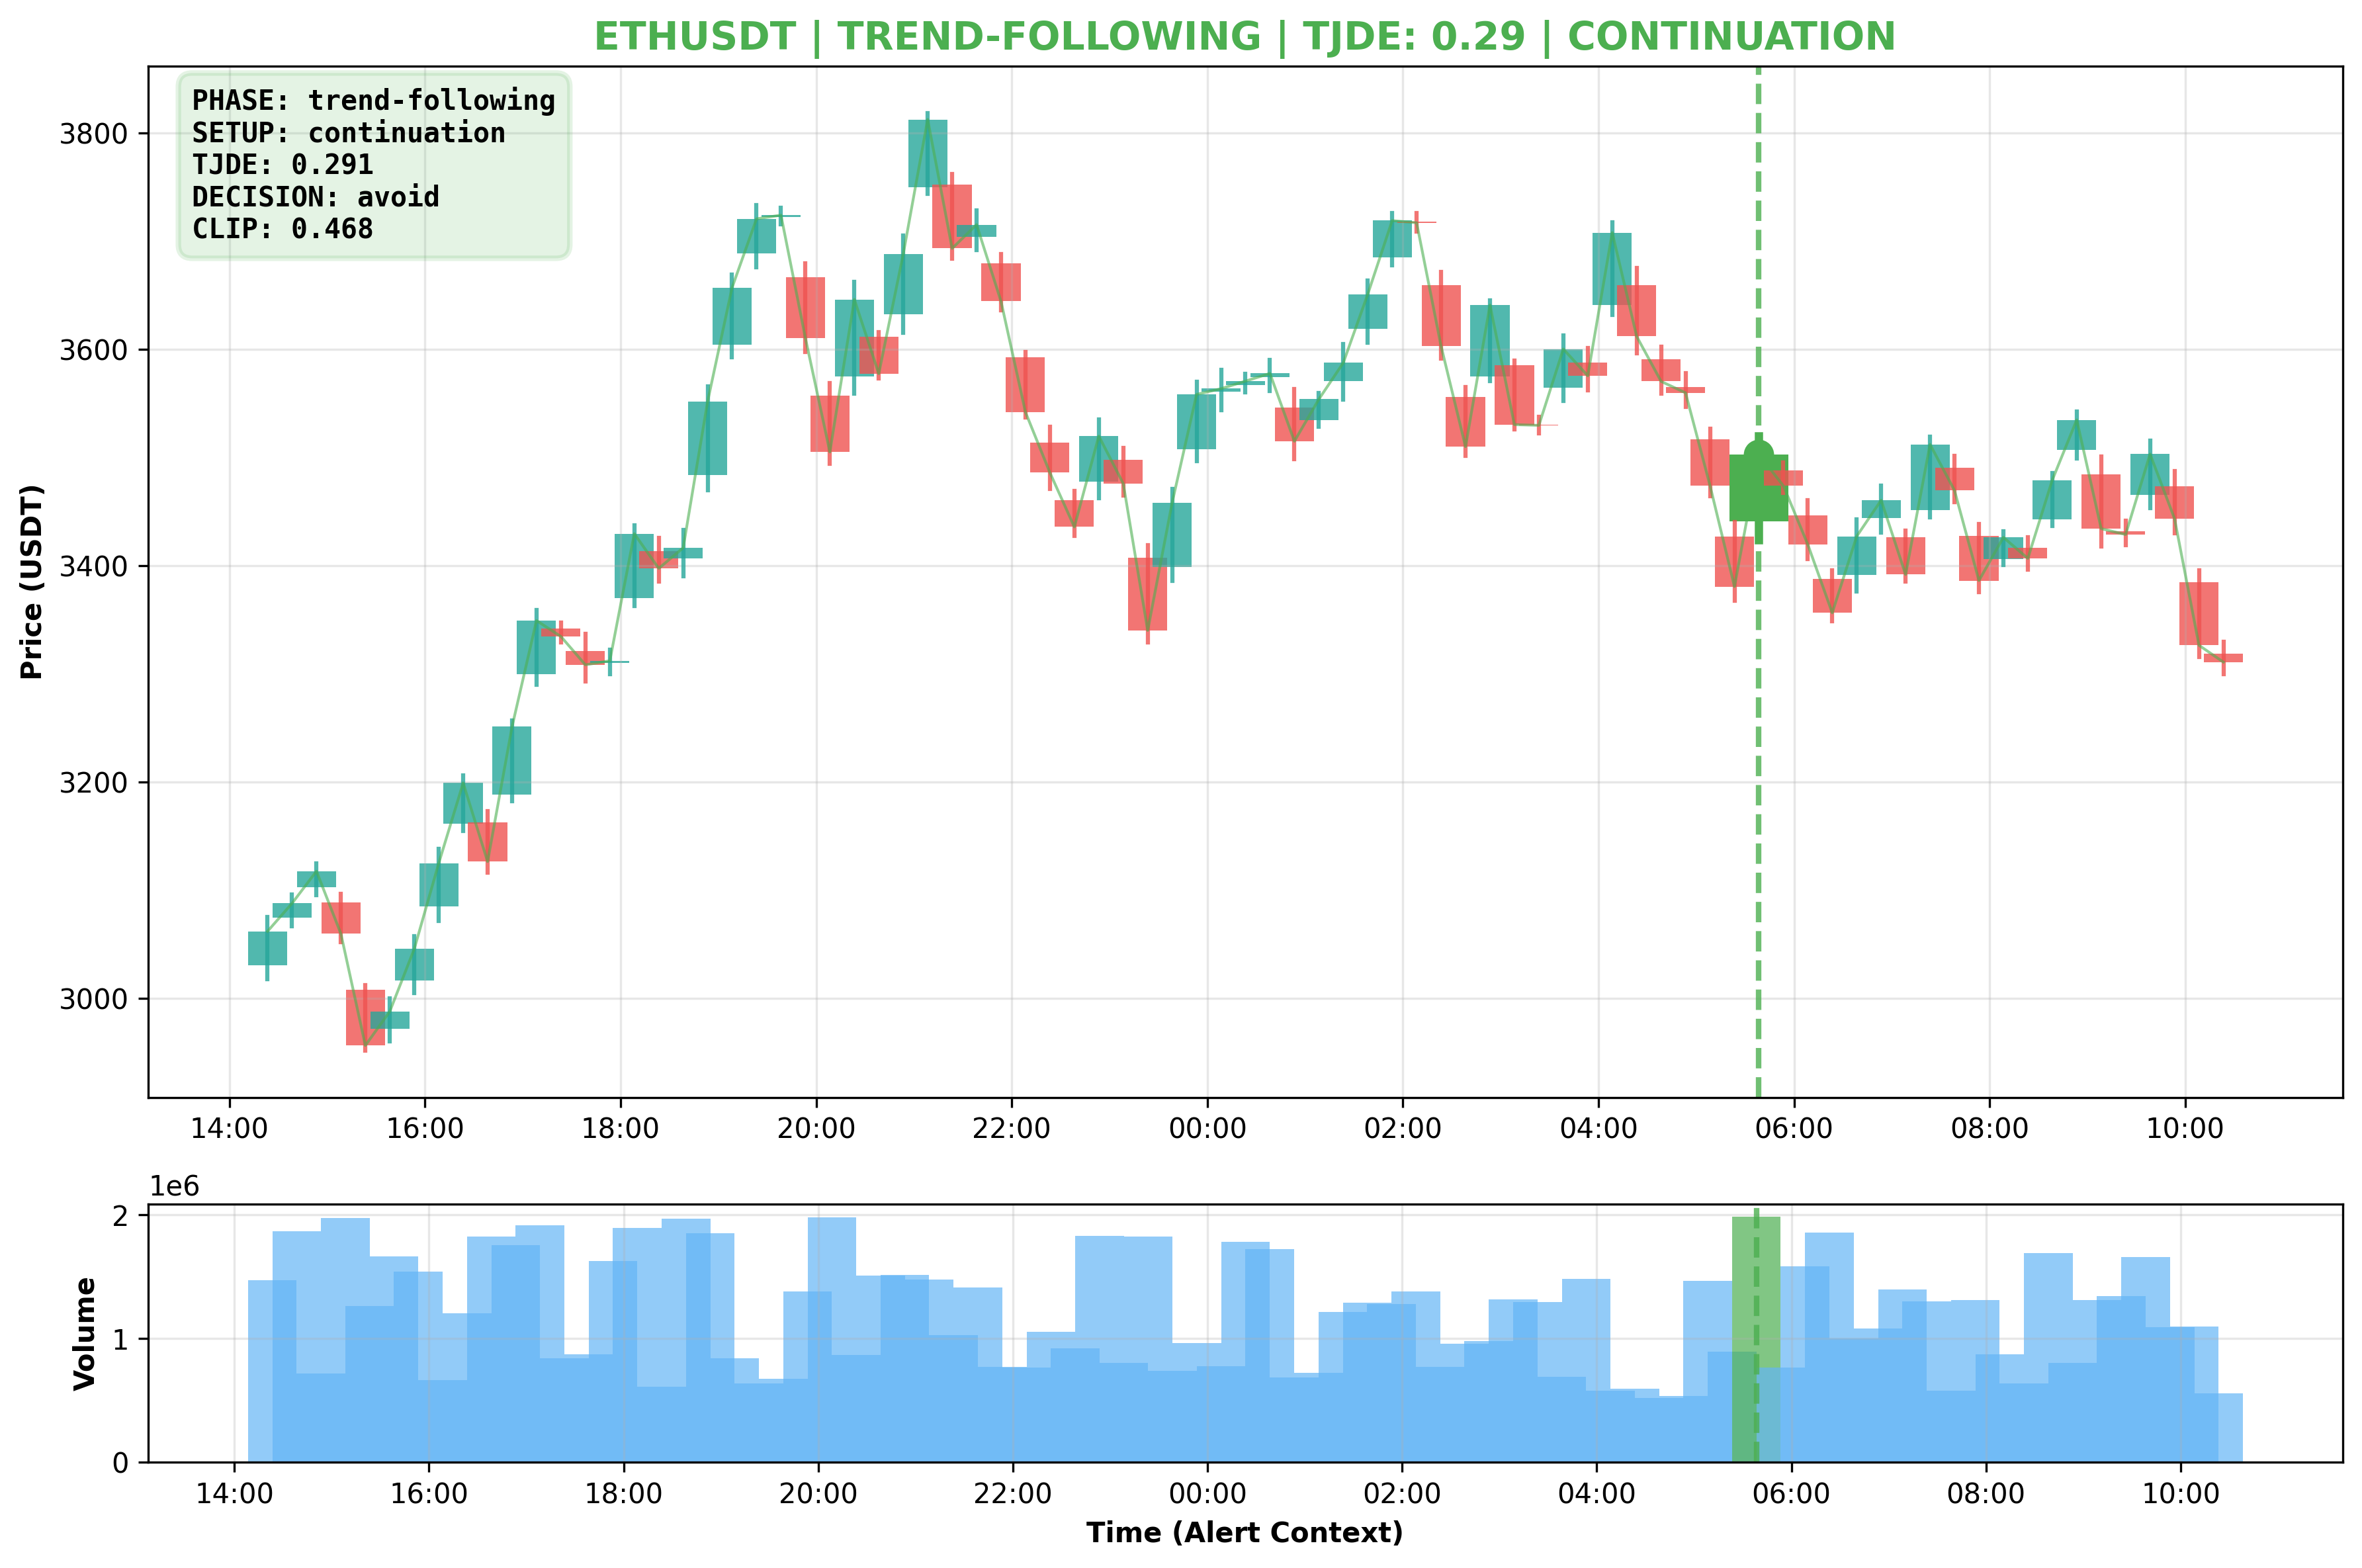 ETHUSDT | TREND-FOLLOWING | TJDE: 0.29 | CONTINUATION
PHASE: trend-following
SETUP: continuation
TJDE: 0.291
DECISION: avoid
CLIP: 0.468
Price (USDT)
3800
3600
3400
3200
3000
14:00 16:00 18:00 20:00 22:00 00:00 02:00 04:00 06:00 08:00 10:00
1e6
Volume
2
1
0
14:00 16:00 18:00 20:00 22:00 00:00 02:00 04:00 06:00 08:00 10:00
Time (Alert Context)